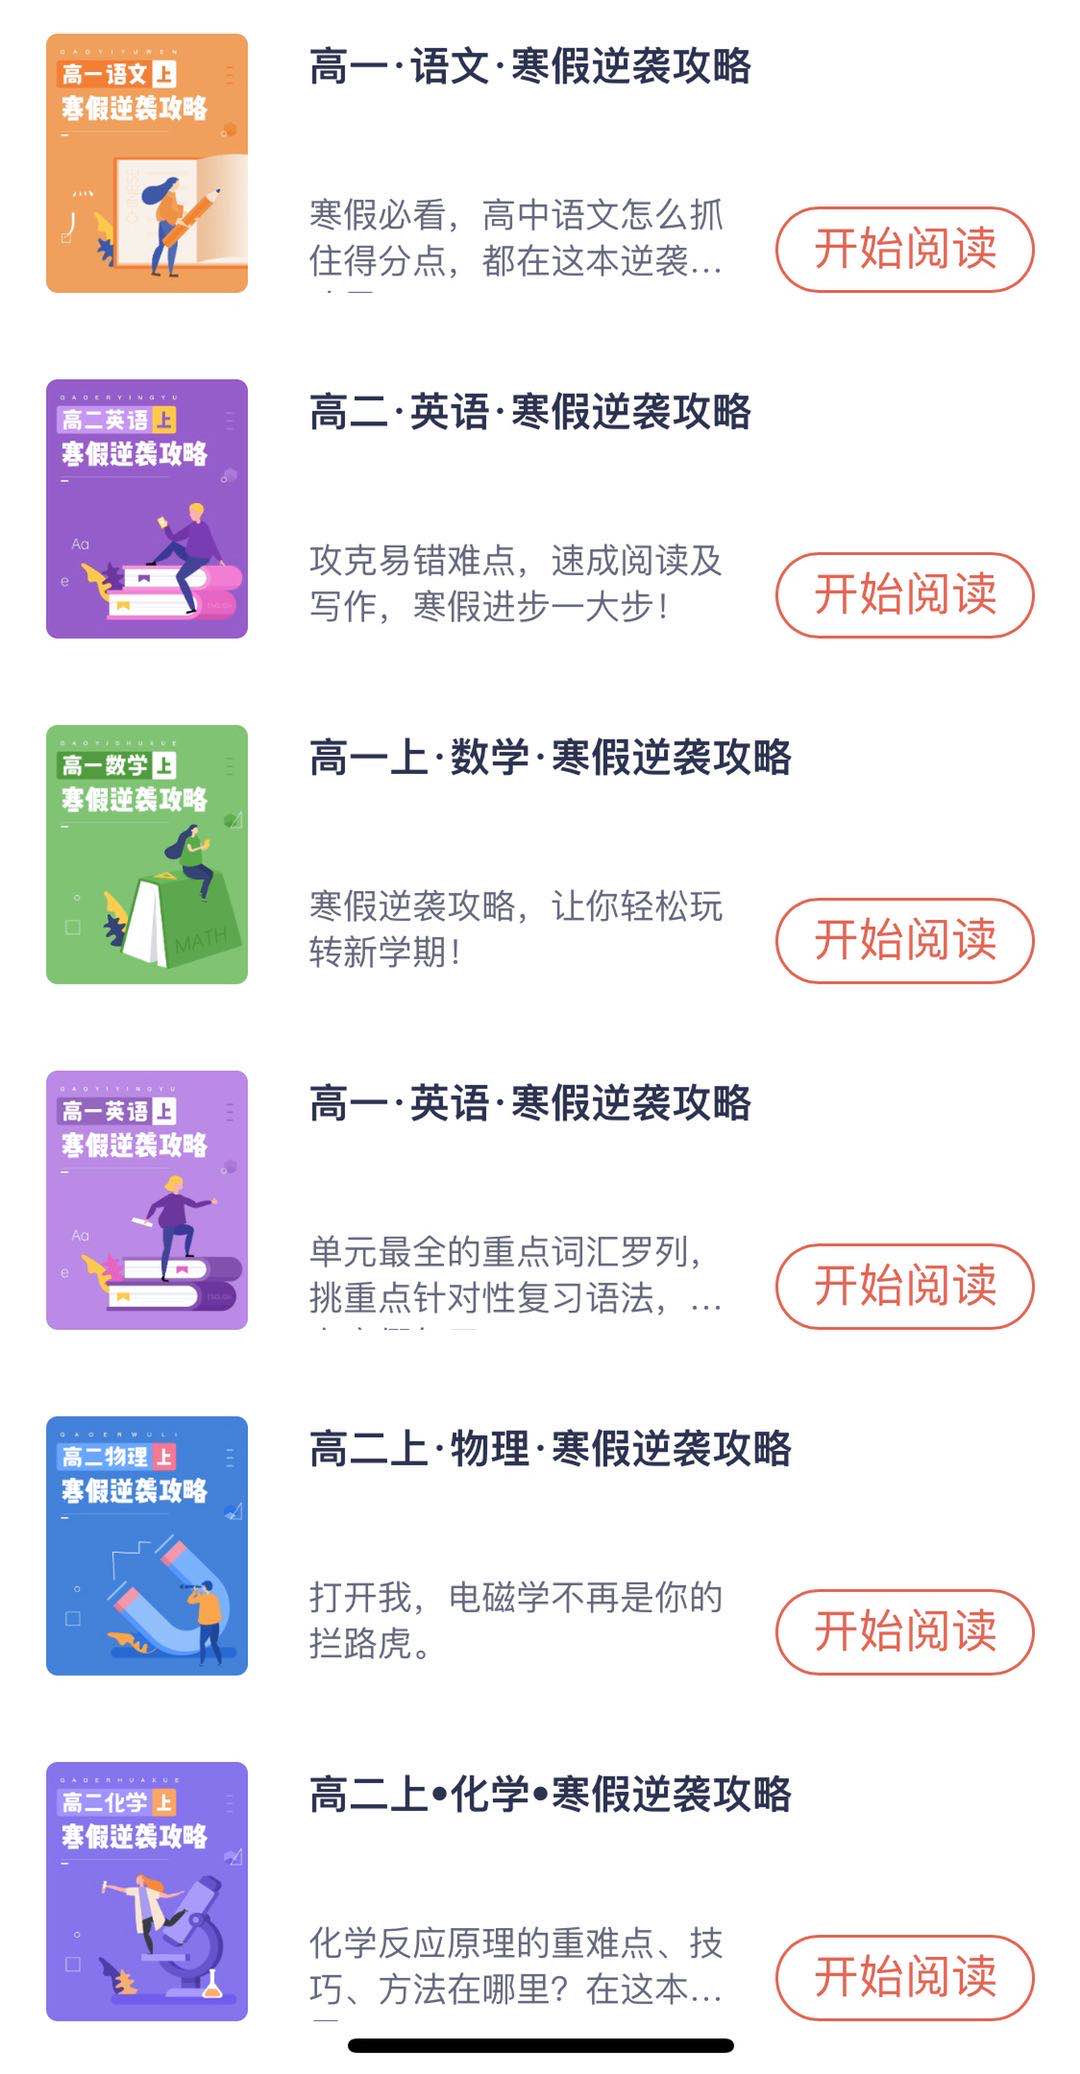 GAOYIYUWEN
高一语文 上
寒假逆袭攻略
CHINESE
高一·语文·寒假逆袭攻略
寒假必看，高中语文怎么抓
住得分点，都在这本逆袭...
开始阅读
GAOERYINGYU
高二英语 上
寒假逆袭攻略
Aa
e
高二·英语·寒假逆袭攻略
攻克易错难点，速成阅读及
写作，寒假进步一大步！
开始阅读
GAOYISHUXUE
高一数学 上
寒假逆袭攻略
MATH
高一上·数学·寒假逆袭攻略
寒假逆袭攻略，让你轻松玩
转新学期！
开始阅读
GAOYIYINGYU
高一英语 上
寒假逆袭攻略
Aa
e
高一·英语·寒假逆袭攻略
单元最全的重点词汇罗列，
挑重点针对性复习语法，...
开始阅读
GAOERWULI
高二物理 上
寒假逆袭攻略
高二上·物理·寒假逆袭攻略
打开我，电磁学不再是你的
拦路虎。
开始阅读
GAOERHUAXUE
高二化学 上
寒假逆袭攻略
高二上•化学•寒假逆袭攻略
化学反应原理的重难点、技
巧、方法在哪里？在这本...
开始阅读